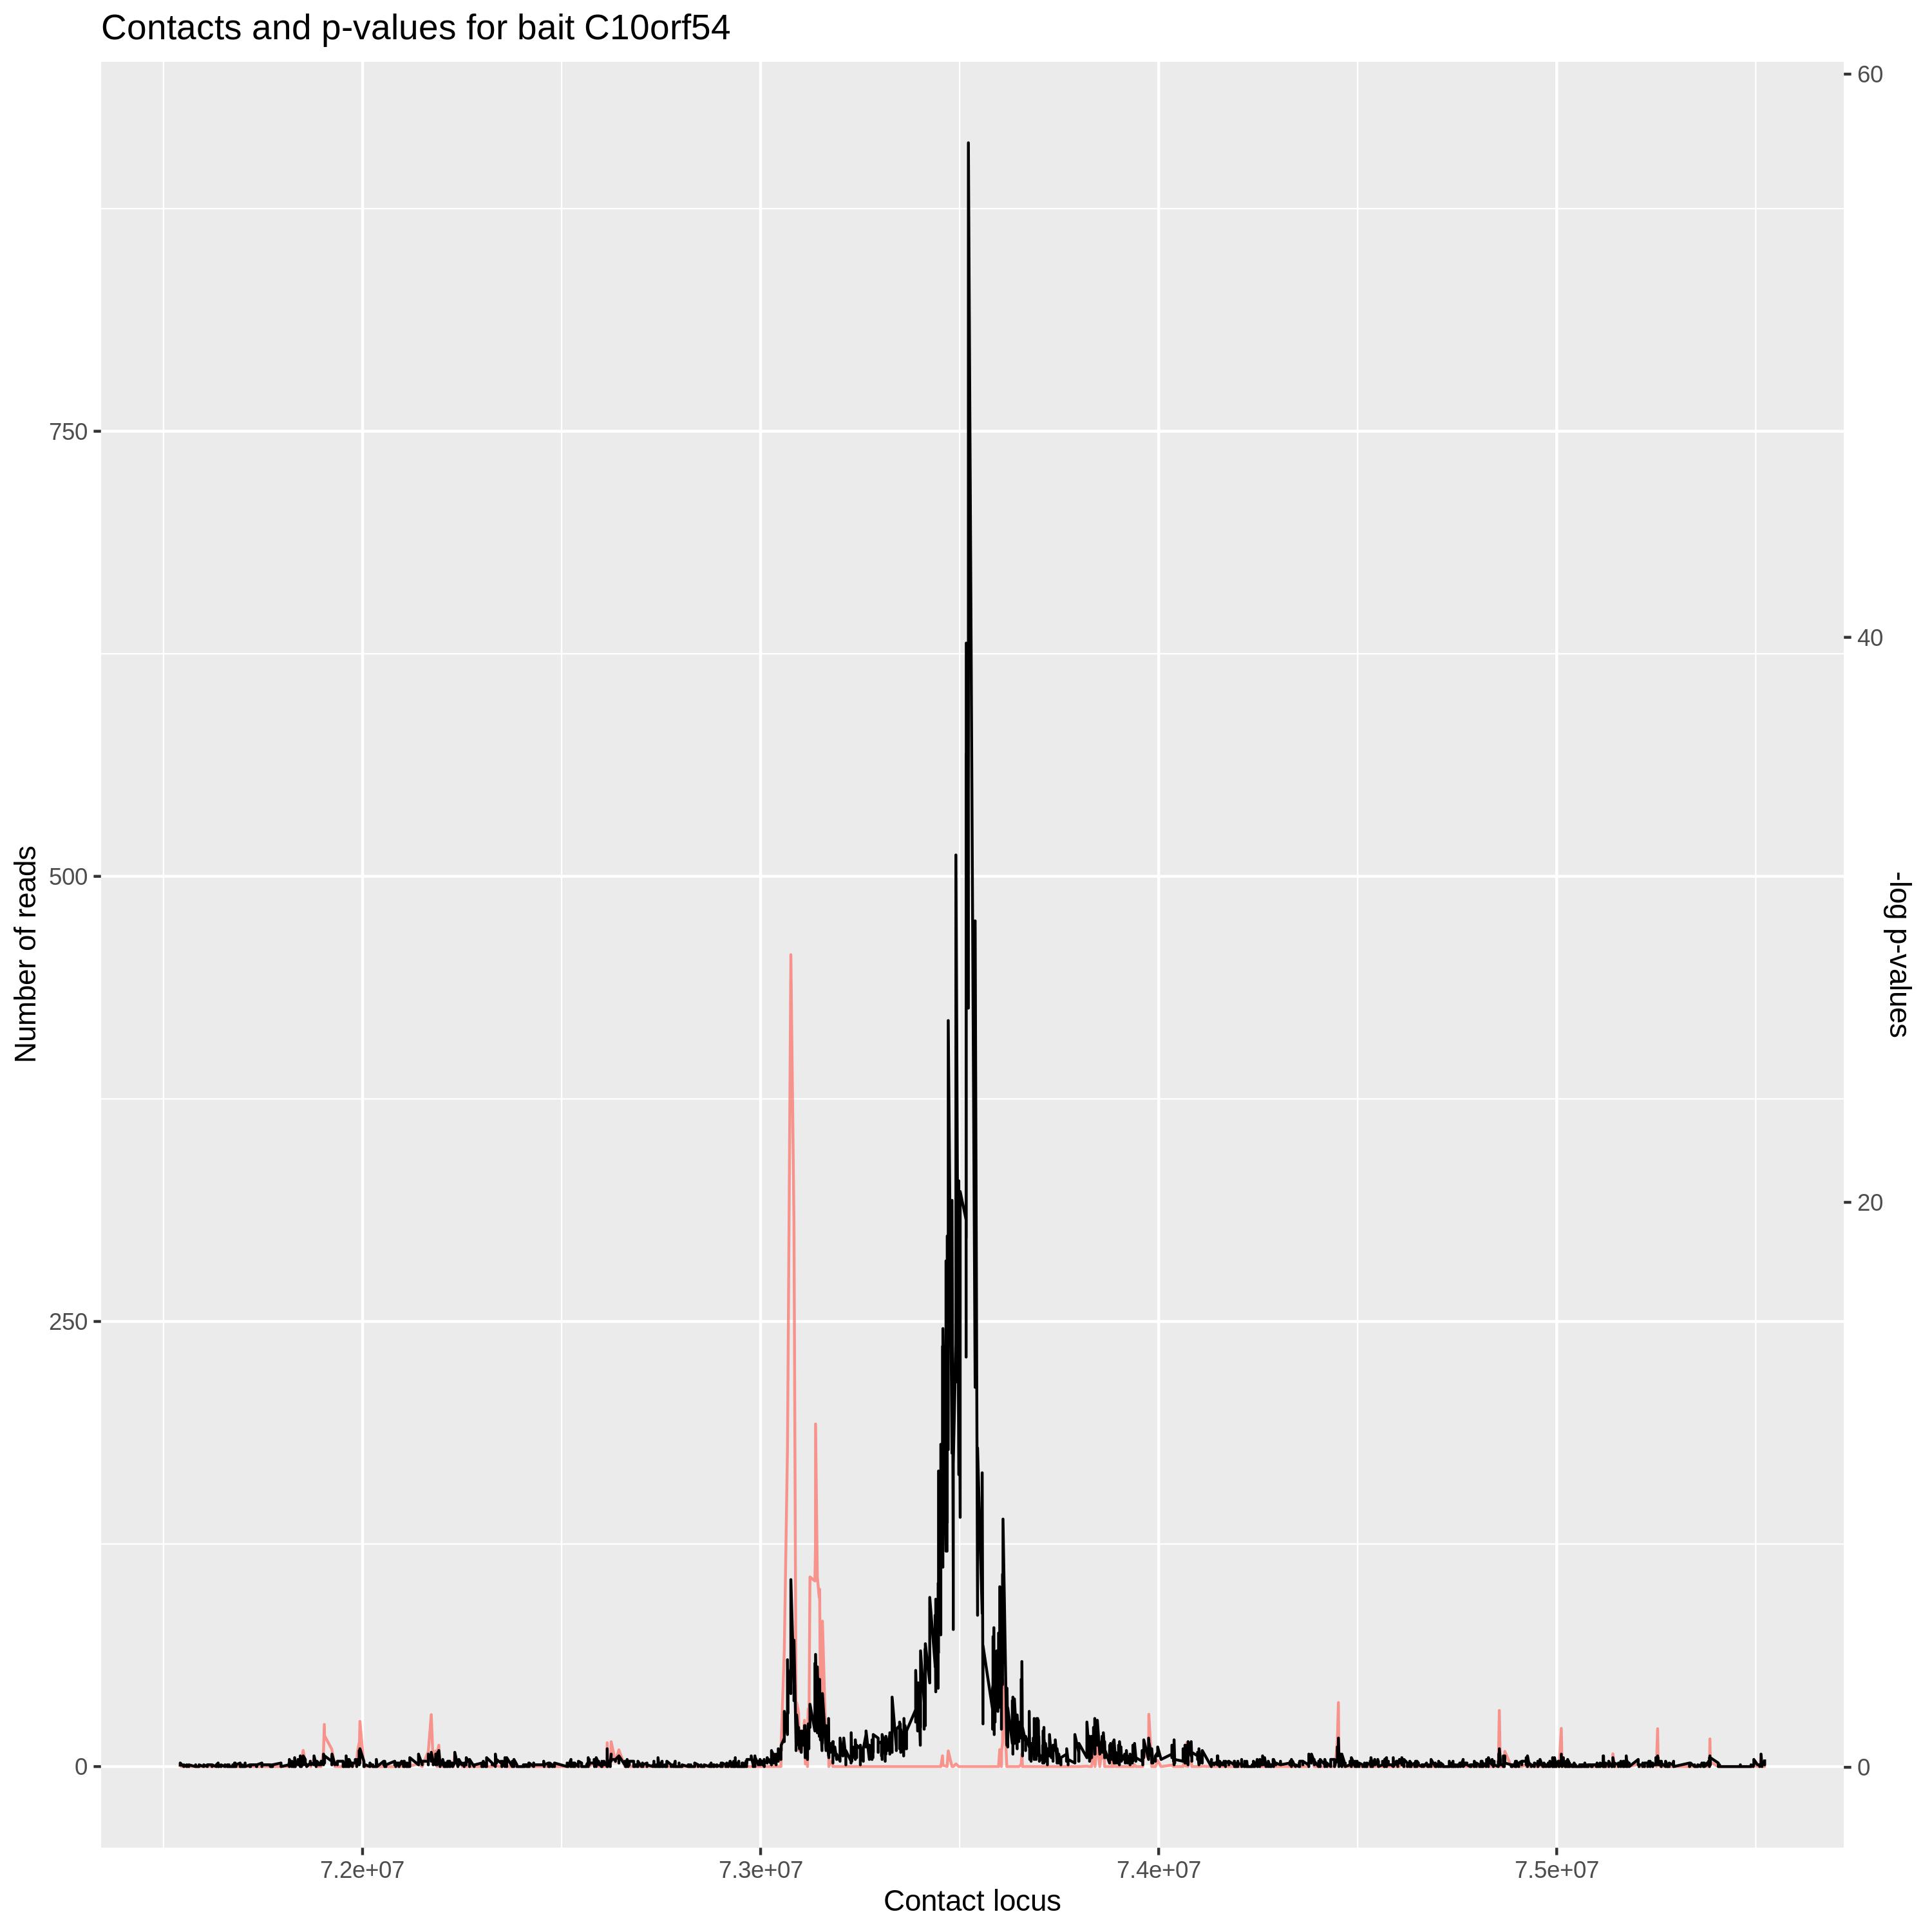 Contacts and p-values for bait C10orf54
60
750
40
500
Number of reads
-log p-values
20
250
0
0
7.2e+07
7.3e+07
7.4e+07
7.5e+07
Contact locus